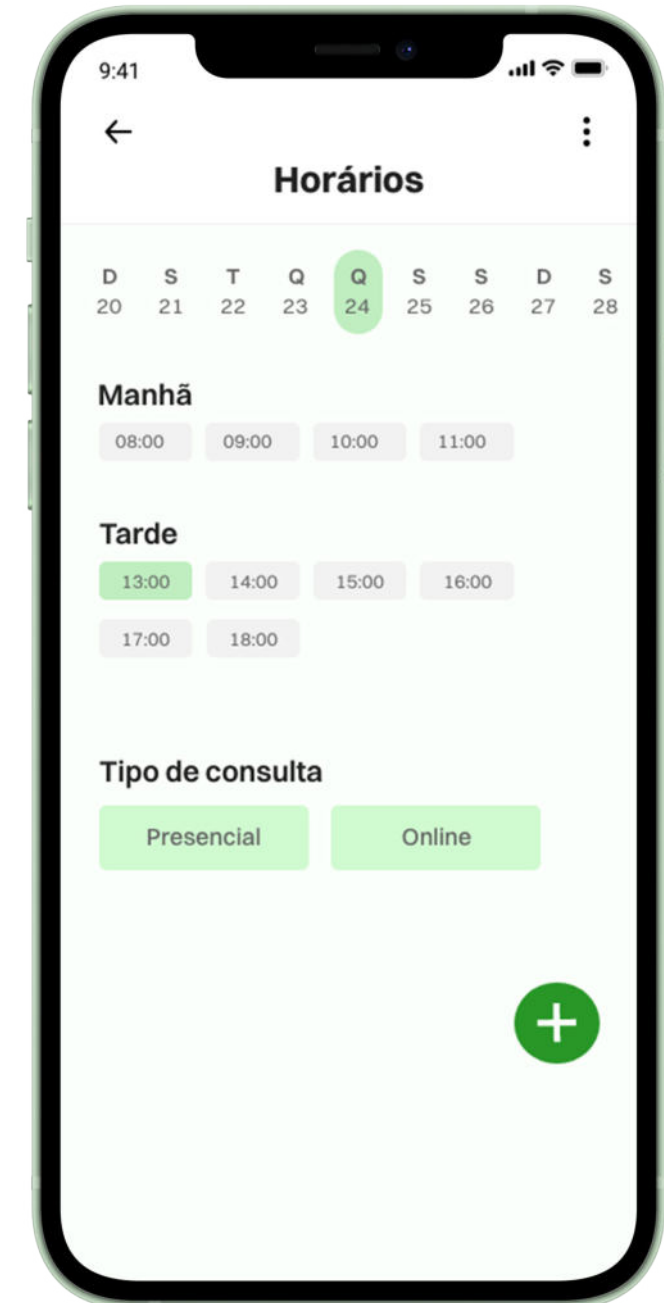 9:41
Horários
D S T Q Q S S D S
20 21 22 23 24 25 26 27 28
Manhã
08:00 09:00 10:00 11:00
Tarde
13:00 14:00 15:00 16:00
17:00 18:00
Tipo de consulta
Presencial Online